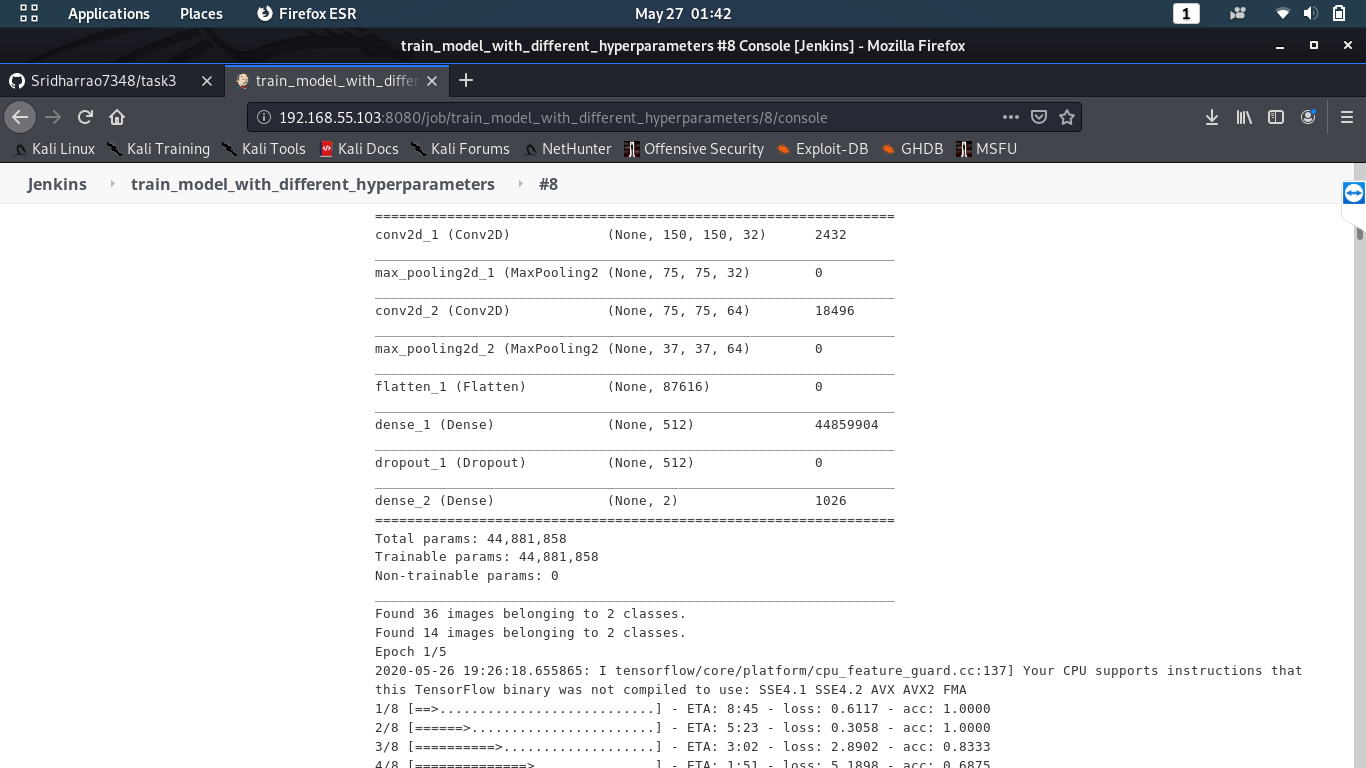 Applications Places Firefox ESR May 27 01:42 1
train_model_with_different_hyperparameters #8 Console [Jenkins] - Mozilla Firefox
Sridharrao7348/task3 train_model_with_differ
192.168.55.103:8080/job/train_model_with_different_hyperparameters/8/console
Kali Linux Kali Training Kali Tools Kali Docs Kali Forums NetHunter Offensive Security Exploit-DB GHDB MSFU
Jenkins train_model_with_different_hyperparameters #8
=================================================================
conv2d_1 (Conv2D) (None, 150, 150, 32) 2432
_________________________________________________________________
max_pooling2d_1 (MaxPooling2 (None, 75, 75, 32) 0
_________________________________________________________________
conv2d_2 (Conv2D) (None, 75, 75, 64) 18496
_________________________________________________________________
max_pooling2d_2 (MaxPooling2 (None, 37, 37, 64) 0
_________________________________________________________________
flatten_1 (Flatten) (None, 87616) 0
_________________________________________________________________
dense_1 (Dense) (None, 512) 44859904
_________________________________________________________________
dropout_1 (Dropout) (None, 512) 0
_________________________________________________________________
dense_2 (Dense) (None, 2) 1026
=================================================================
Total params: 44,881,858
Trainable params: 44,881,858
Non-trainable params: 0
_________________________________________________________________
Found 36 images belonging to 2 classes.
Found 14 images belonging to 2 classes.
Epoch 1/5
2020-05-26 19:26:18.655865: I tensorflow/core/platform/cpu_feature_guard.cc:137] Your CPU supports instructions that
this TensorFlow binary was not compiled to use: SSE4.1 SSE4.2 AVX AVX2 FMA
1/8 [==>...........................] - ETA: 8:45 - loss: 0.6117 - acc: 1.0000
2/8 [======>.......................] - ETA: 5:23 - loss: 0.3058 - acc: 1.0000
3/8 [==========>...................] - ETA: 3:02 - loss: 2.8902 - acc: 0.8333
4/8 [==============>...............] - ETA: 1:51 - loss: 5.1898 - acc: 0.6875